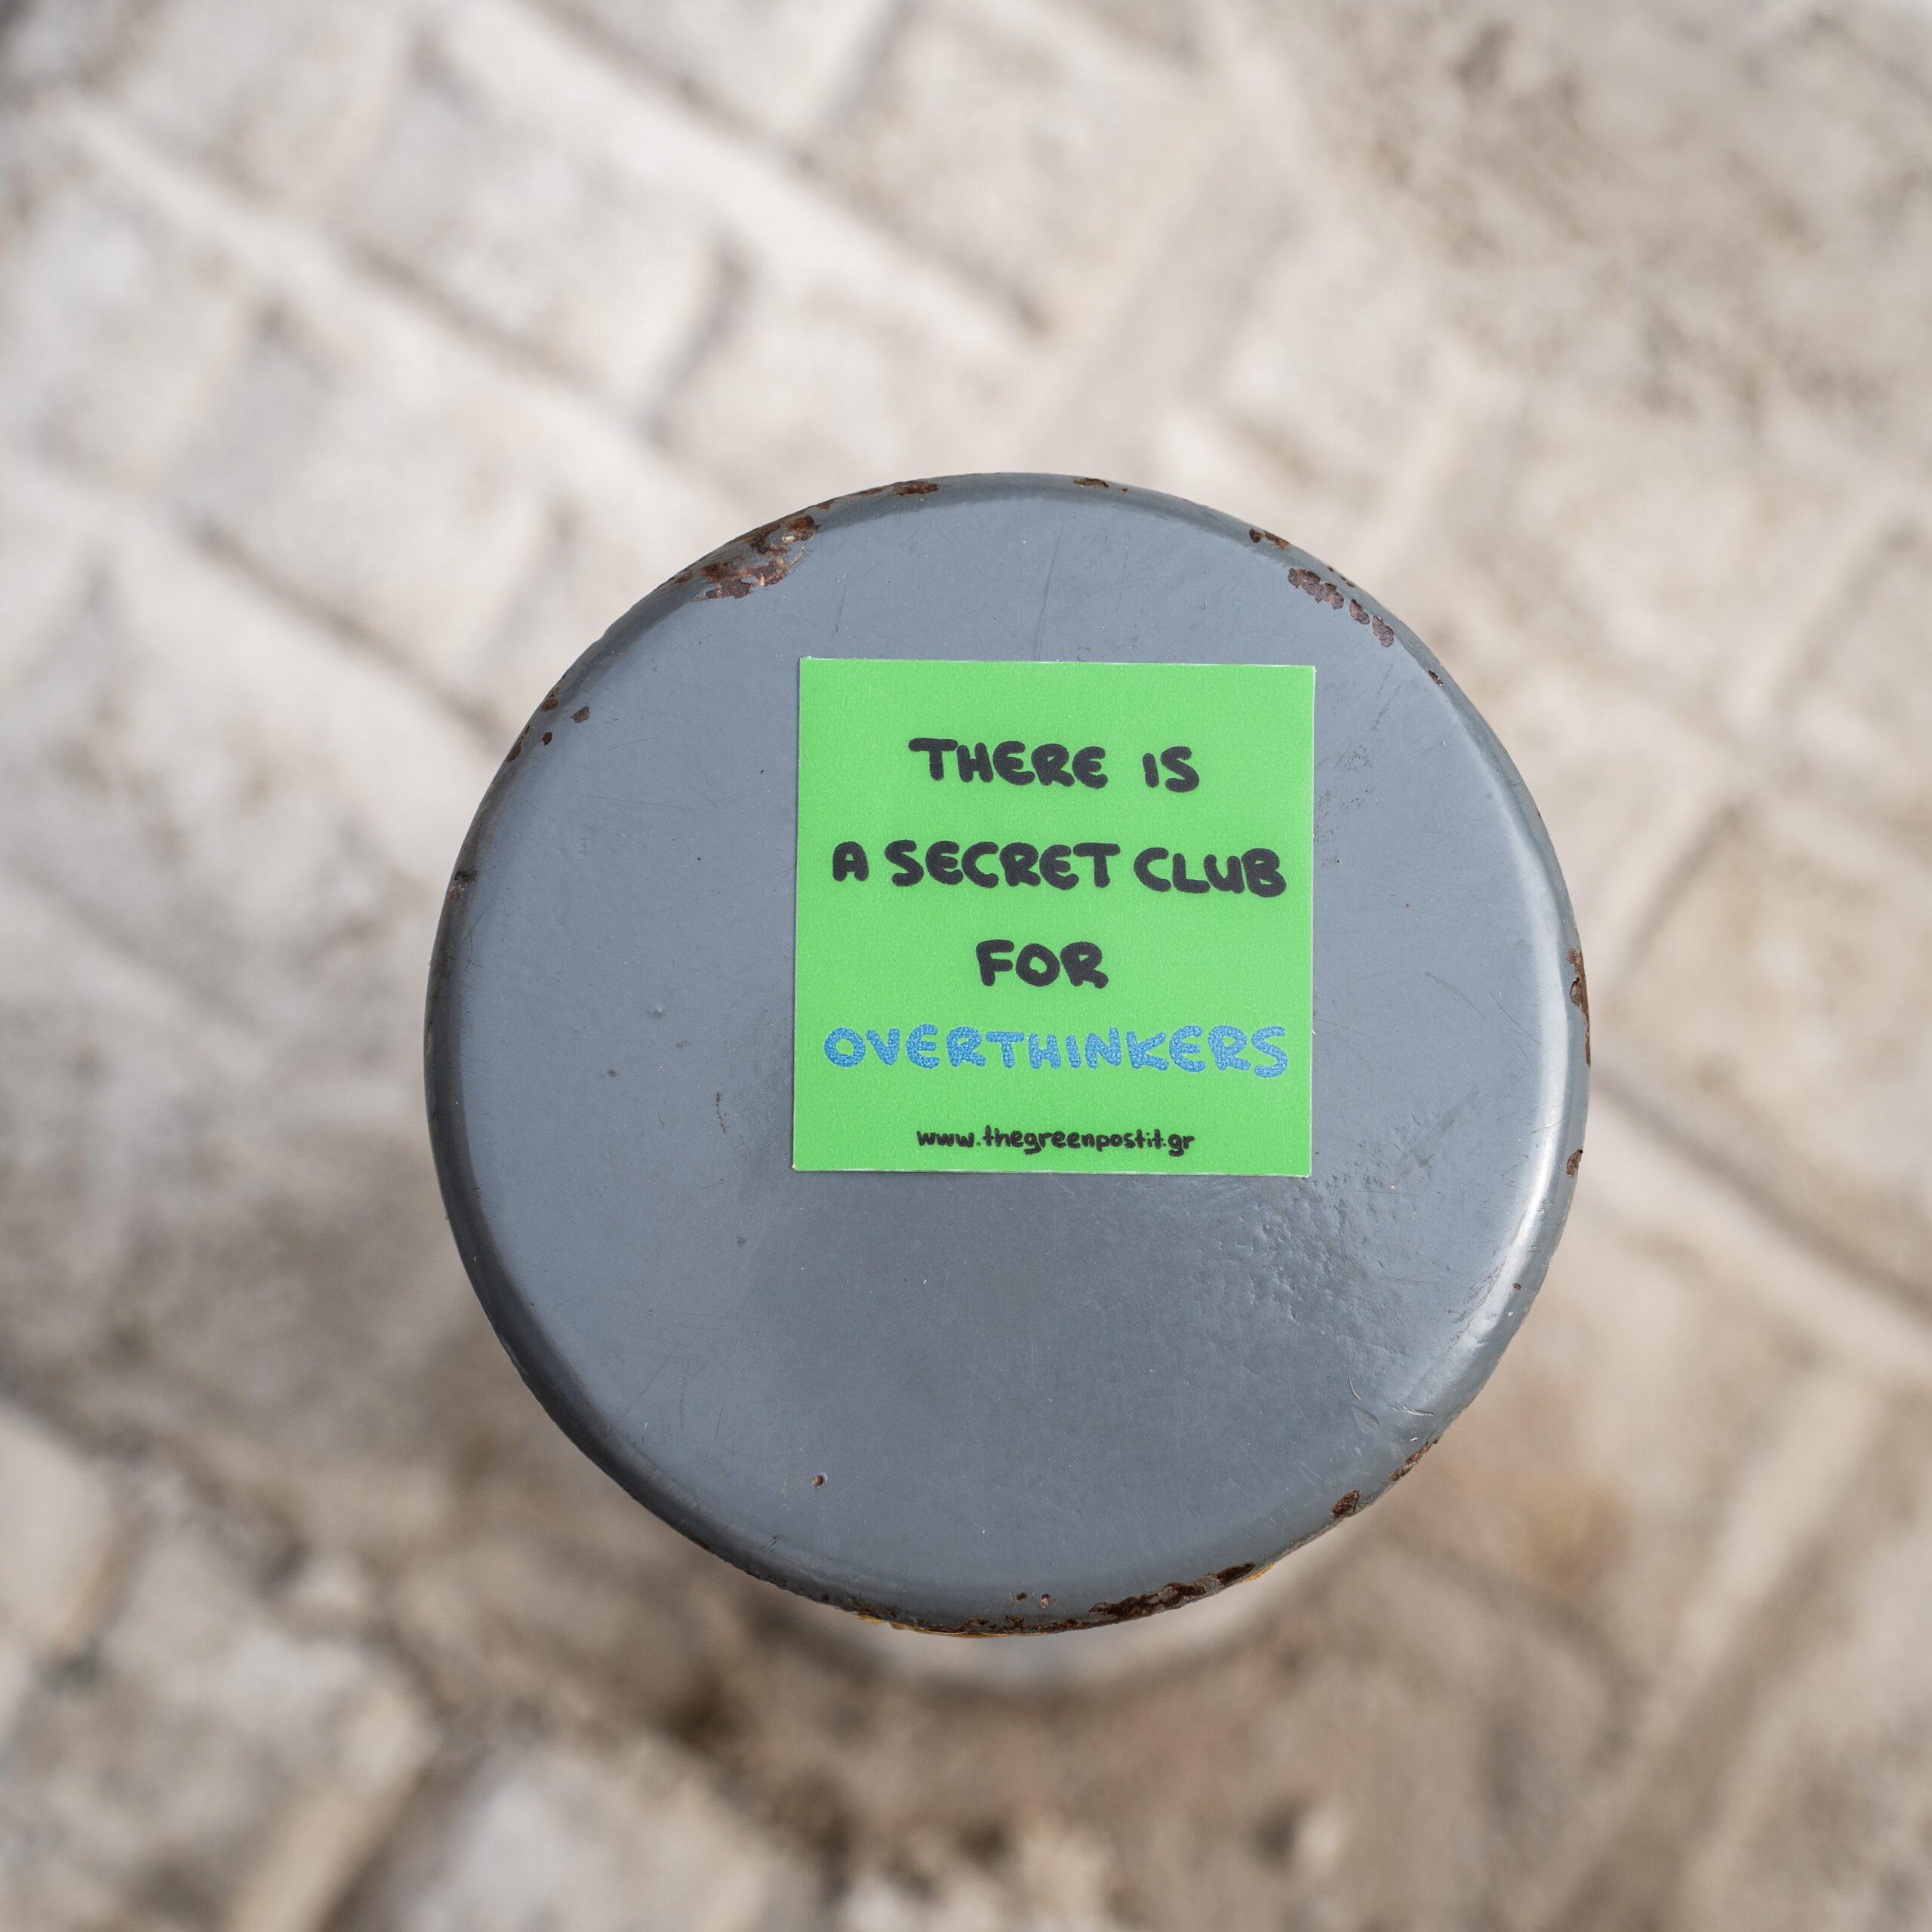 THERE IS
A SECRET CLUB
FOR
OVERTHINKERS
www.thegreenpostit.gr